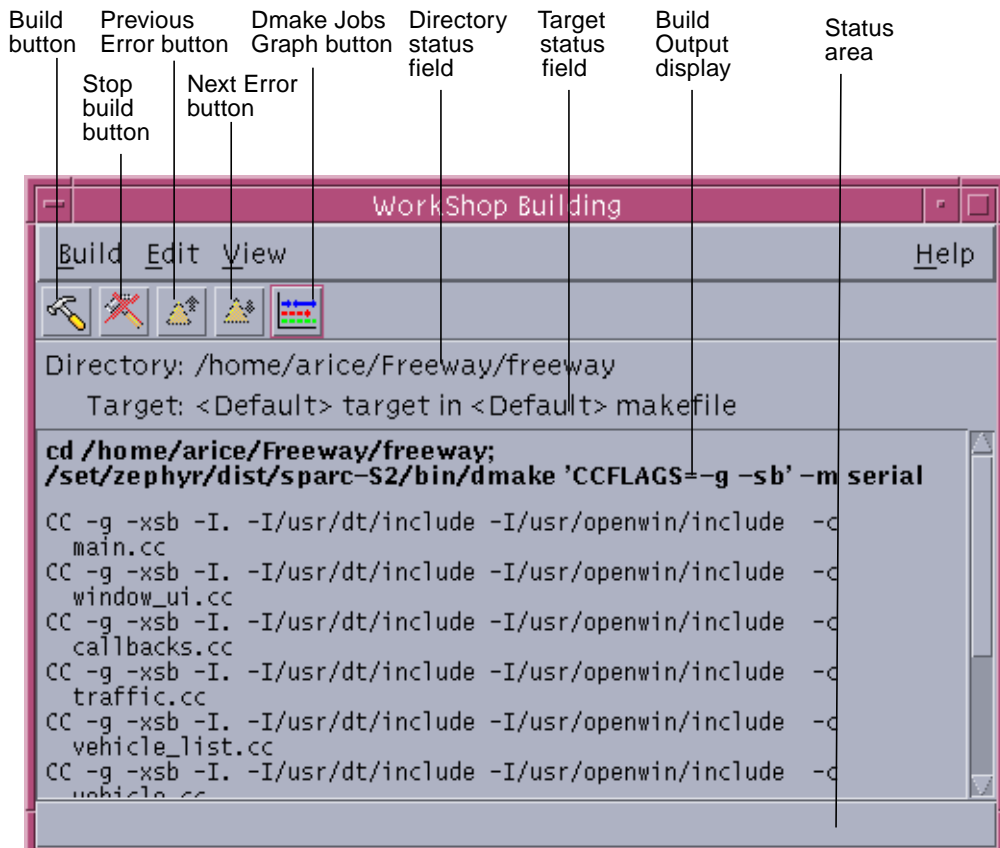 Build button
Previous Error button
Dmake Jobs Graph button
Directory status field
Target status field
Build Output display
Status area
Stop build button
Next Error button
WorkShop Building
Build Edit View Help
Directory: /home/arice/Freeway/freeway
Target: <Default> target in <Default> makefile
cd /home/arice/Freeway/freeway;
/set/zephyr/dist/sparc-S2/bin/dmake 'CCFLAGS=-g -sb' -m serial
CC -g -xsb -I. -I/usr/dt/include -I/usr/openwin/include -c
main.cc
CC -g -xsb -I. -I/usr/dt/include -I/usr/openwin/include -c
window_ui.cc
CC -g -xsb -I. -I/usr/dt/include -I/usr/openwin/include -c
callbacks.cc
CC -g -xsb -I. -I/usr/dt/include -I/usr/openwin/include -c
traffic.cc
CC -g -xsb -I. -I/usr/dt/include -I/usr/openwin/include -c
vehicle_list.cc
CC -g -xsb -I. -I/usr/dt/include -I/usr/openwin/include -c
vehicle.cc